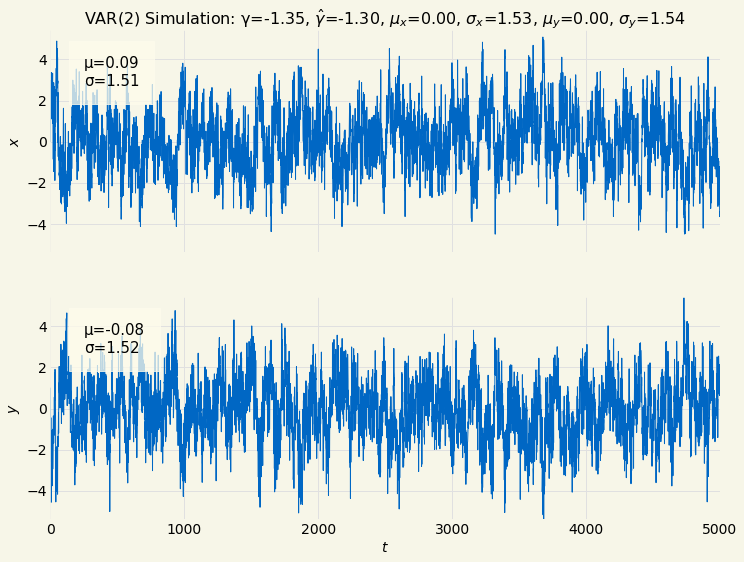 VAR(2) Simulation: γ=-1.35, γ̂=-1.30, μₓ=0.00, σₓ=1.53, μ_y=0.00, σ_y=1.54
μ=0.09
σ=1.51
4
2
0
−2
−4
x
μ=-0.08
σ=1.52
4
2
0
−2
−4
y
0 1000 2000 3000 4000 5000
t